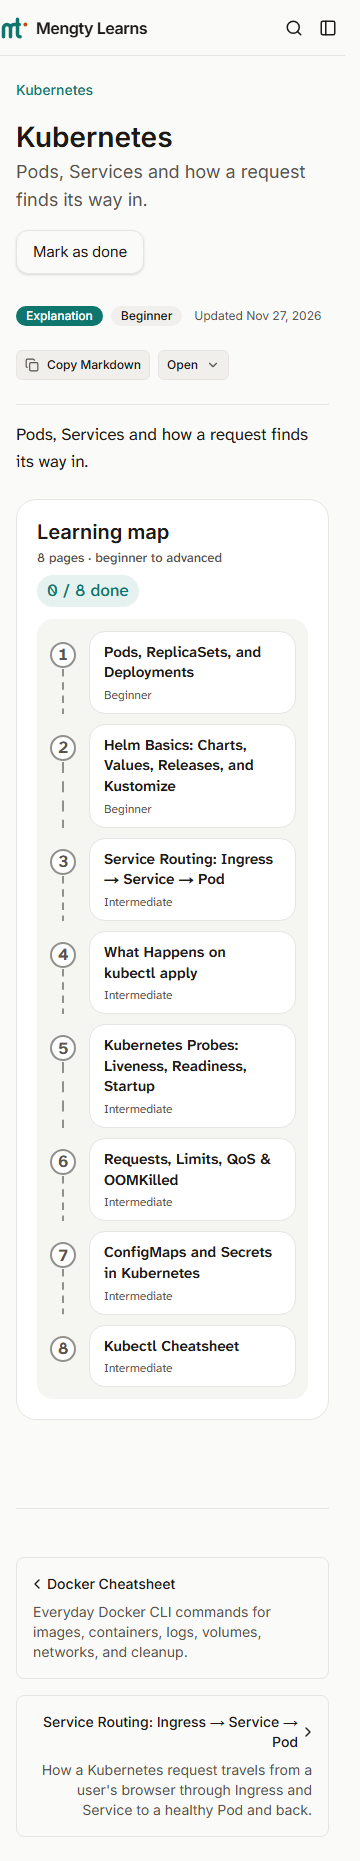 mt
Mengty Learns
Kubernetes
Kubernetes
Pods, Services and how a request
finds its way in.
Mark as done
Explanation
Beginner
Updated Nov 27, 2026
Copy Markdown
Open
Pods, Services and how a request finds
its way in.
Learning map
8 pages · beginner to advanced
0 / 8 done
1
Pods, ReplicaSets, and
Deployments
Beginner
2
Helm Basics: Charts,
Values, Releases, and
Kustomize
Beginner
3
Service Routing: Ingress
→ Service → Pod
Intermediate
4
What Happens on
kubectl apply
Intermediate
5
Kubernetes Probes:
Liveness, Readiness,
Startup
Intermediate
6
Requests, Limits, QoS &
OOMKilled
Intermediate
7
ConfigMaps and Secrets
in Kubernetes
Intermediate
8
Kubectl Cheatsheet
Intermediate
Docker Cheatsheet
Everyday Docker CLI commands for
images, containers, logs, volumes,
networks, and cleanup.
Service Routing: Ingress → Service →
Pod
How a Kubernetes request travels from a
user's browser through Ingress and
Service to a healthy Pod and back.